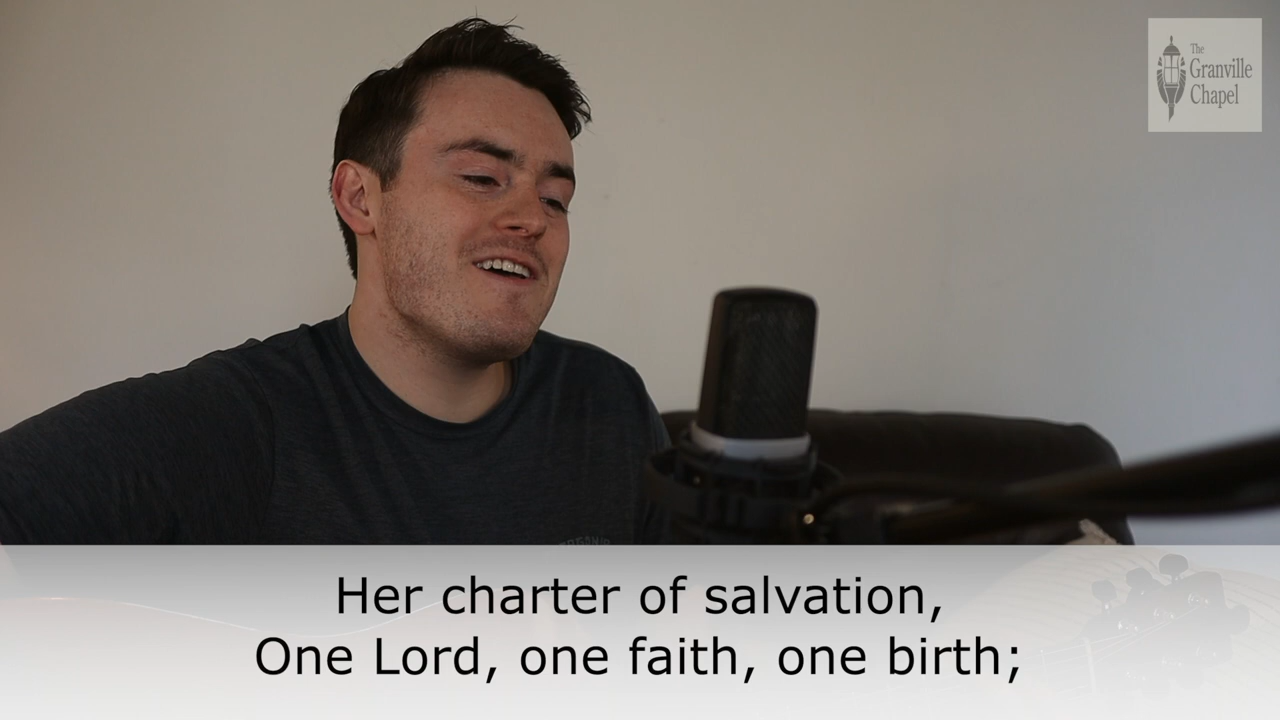 The
Granville
Chapel
Her charter of salvation,
One Lord, one faith, one birth;